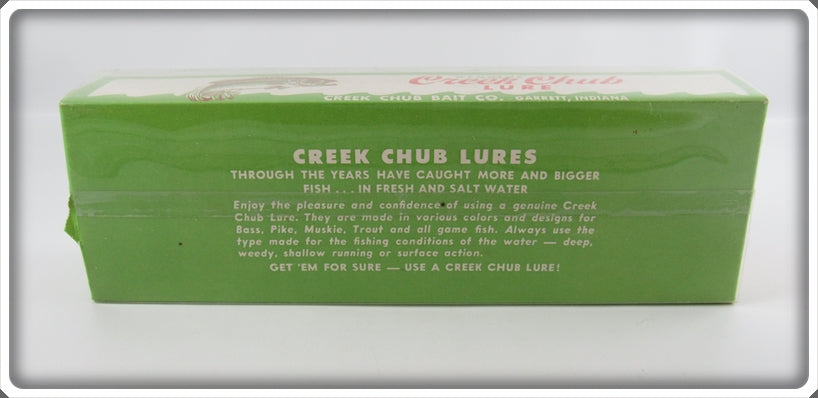 Creek Chub
LURE
CREEK CHUB BAIT CO. GARRETT, INDIANA
CREEK CHUB LURES
THROUGH THE YEARS HAVE CAUGHT MORE AND BIGGER
FISH . . . IN FRESH AND SALT WATER
Enjoy the pleasure and confidence of using a genuine Creek
Chub Lure. They are made in various colors and designs for
Bass, Pike, Muskie, Trout and all game fish. Always use the
type made for the fishing conditions of the water — deep,
weedy, shallow running or surface action.
GET 'EM FOR SURE — USE A CREEK CHUB LURE!